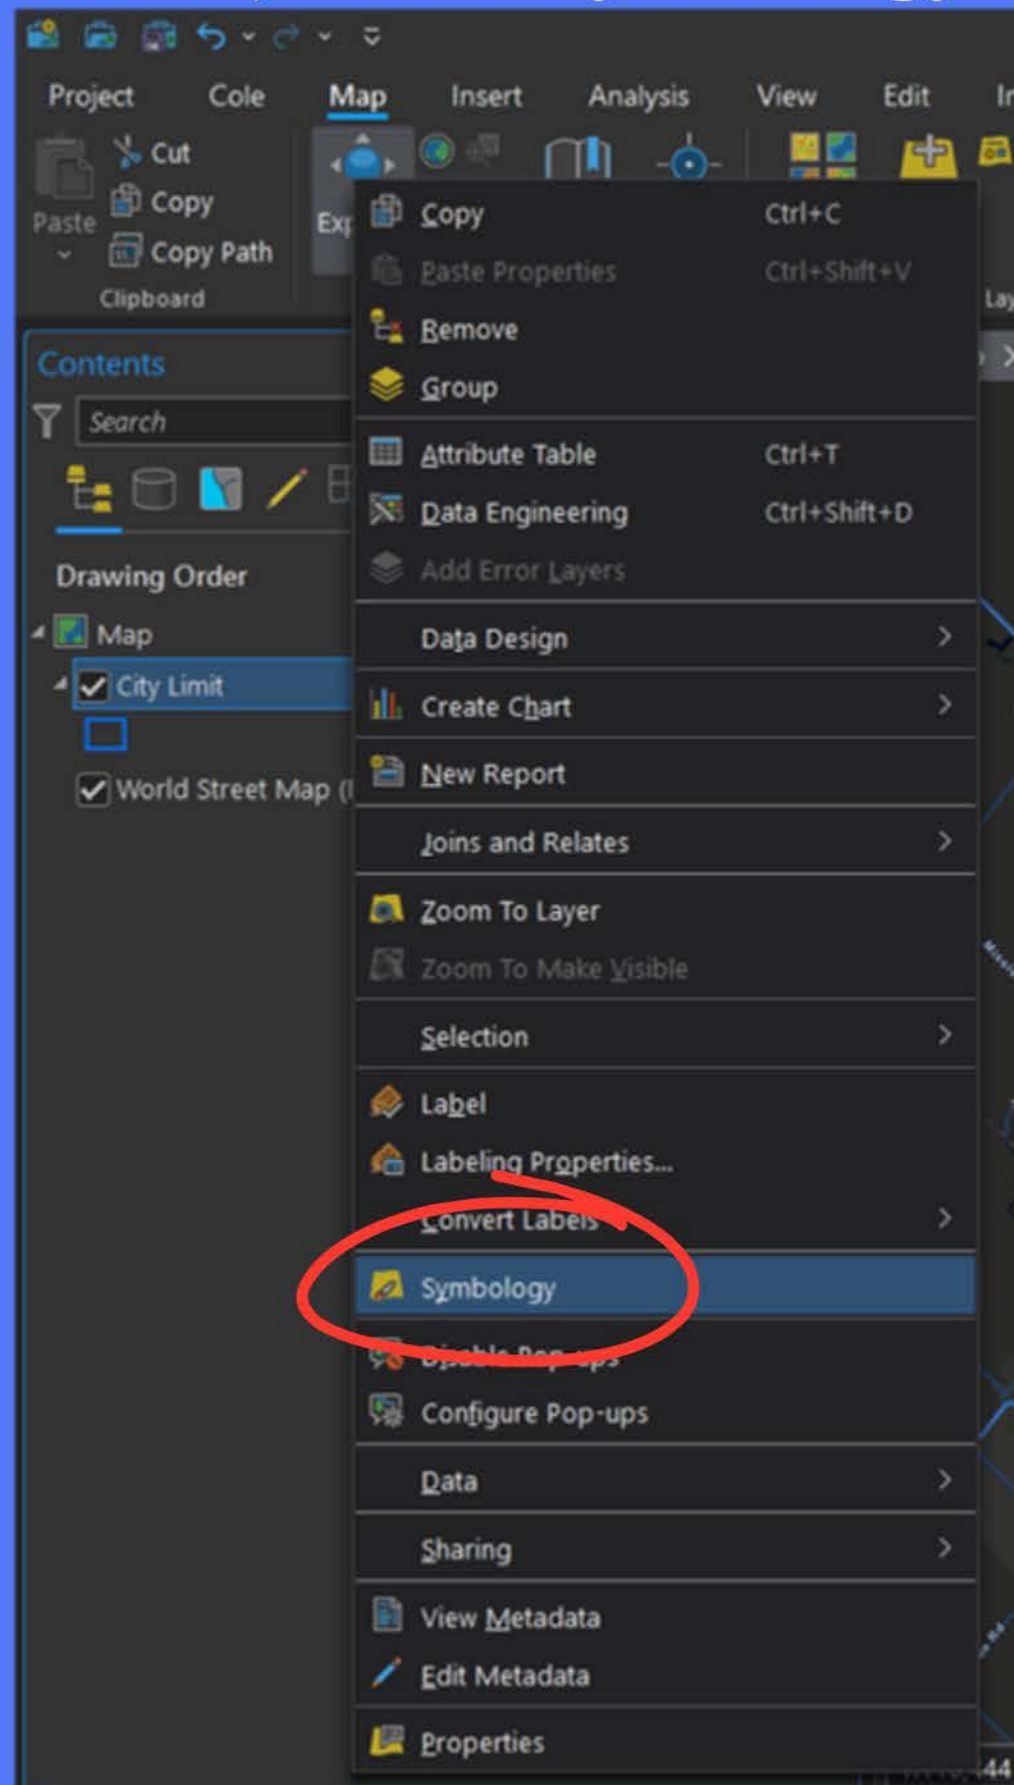 Project Cole Map Insert Analysis View Edit
Cut
Copy
Paste
Copy Path
Clipboard
Contents
Search
Drawing Order
Map
City Limit
World Street Map
Copy Ctrl+C
Paste Properties Ctrl+Shift+V
Remove
Group
Attribute Table Ctrl+T
Data Engineering Ctrl+Shift+D
Add Error Layers
Data Design
Create Chart
New Report
Joins and Relates
Zoom To Layer
Zoom To Make Visible
Selection
Label
Labeling Properties...
Convert Labels
Symbology
Disable Pop-ups
Configure Pop-ups
Data
Sharing
View Metadata
Edit Metadata
Properties